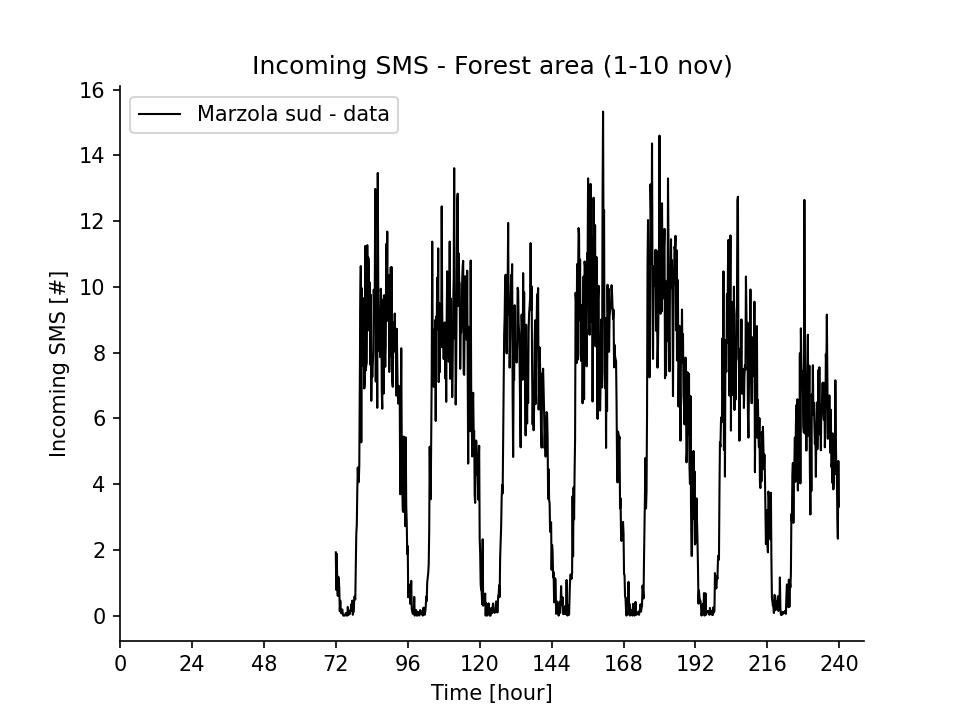 Incoming SMS - Forest area (1-10 nov)
Marzola sud - data
Incoming SMS [#]
16
14
12
10
8
6
4
2
0
0 24 48 72 96 120 144 168 192 216 240
Time [hour]